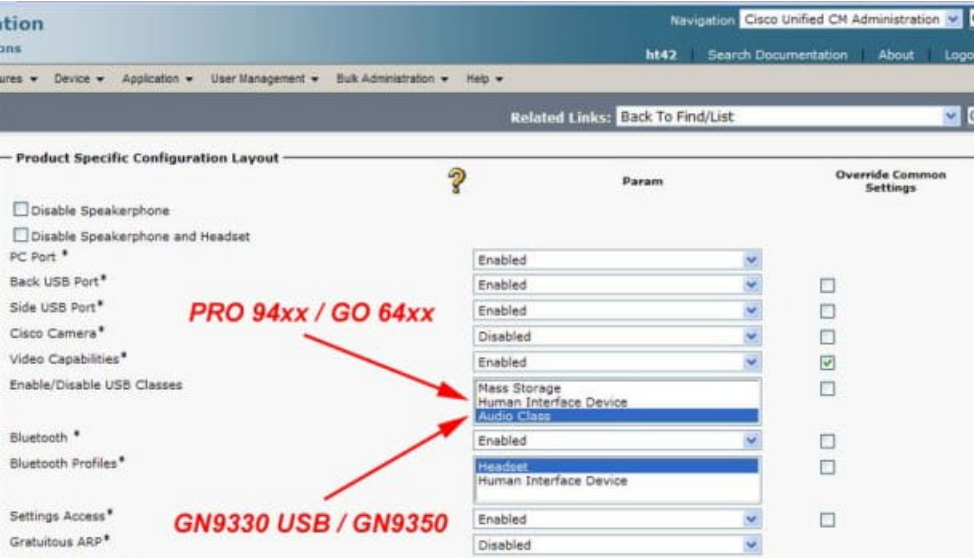 ation
Navigation Cisco Unified CM Administration
ons
ht42 Search Documentation About Logo
ures Device Application User Management Bulk Administration Help
Related Links: Back To Find/List
Product Specific Configuration Layout
? Param Override Common Settings
Disable Speakerphone
Disable Speakerphone and Headset
PC Port * Enabled
Back USB Port* Enabled
Side USB Port* Enabled
PRO 94xx / GO 64xx
Cisco Camera* Disabled
Video Capabilities* Enabled
Enable/Disable USB Classes Mass Storage
Human Interface Device
Audio Class
Bluetooth * Enabled
Bluetooth Profiles* Headset
Human Interface Device
Settings Access* Enabled
GN9330 USB / GN9350
Gratuitous ARP* Disabled